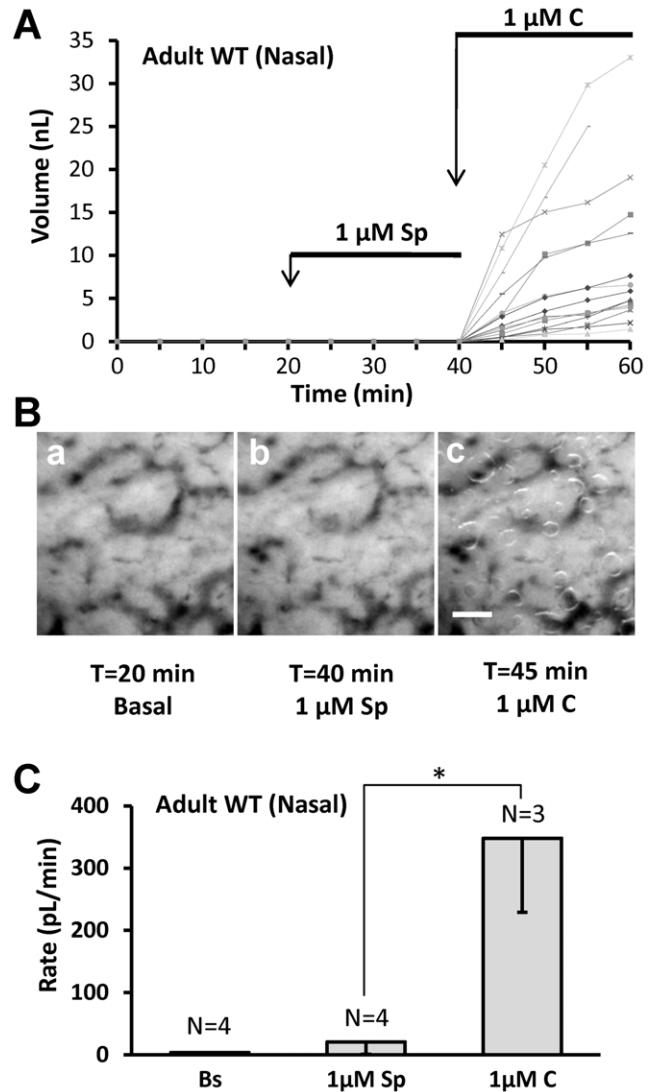 A
1 µM C
Adult WT (Nasal)
35
30
25
20
15
10
5
0
Volume (nL)
1 µM Sp
0 10 20 30 40 50 60
Time (min)
B
a b c
T=20 min T=40 min T=45 min
Basal 1 µM Sp 1 µM C
C
Adult WT (Nasal)
*
400
300
200
100
0
Rate (pL/min)
N=4 N=4 N=3
Bs 1µM Sp 1µM C